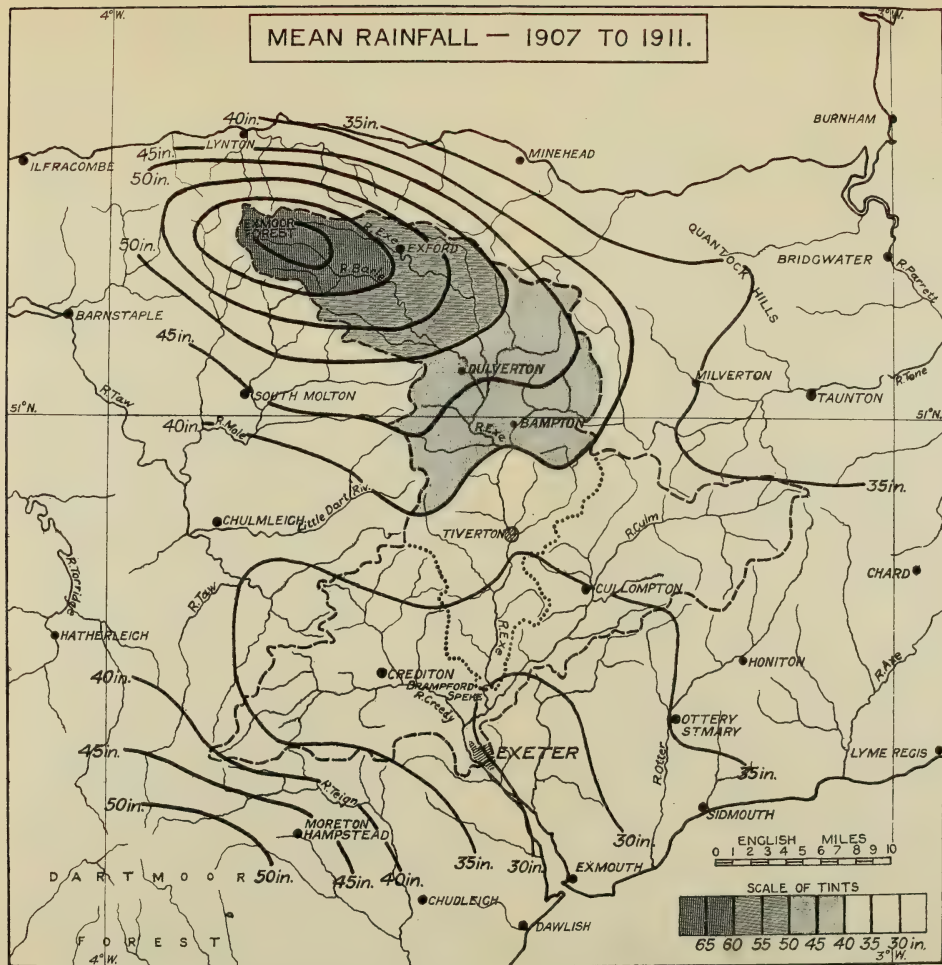 4° W.
3° W.
MEAN RAINFALL — 1907 TO 1911.
40in.
35in.
BURNHAM
45in.
LYNTON
ILFRACOMBE
MINEHEAD
50in.
EXMOOR
FOREST
R. Exe
EXFORD
QUANTOCK
HILLS
50in.
BRIDGWATER
R. Barle
R. Parrett
BARNSTAPLE
45in.
DULVERTON
MILVERTON
R. Tone
R. Taw
SOUTH MOLTON
TAUNTON
51° N.
51° N.
40in.
R. Mole
R. Exe
BAMPTON
35in.
Little Dart Riv.
CHULMLEIGH
TIVERTON
R. Culm
R. Torridge
R. Taw
CULLOMPTON
CHARD
HATHERLEIGH
R. Exe
HONITON
R. Axe
40in.
CREDITON
BRAMPFORD
SPEKE
R. Creedy
OTTERY
ST MARY
45in.
EXETER
R. Otter
LYME REGIS
35in.
R. Teign
50in.
SIDMOUTH
MORETON
HAMPSTEAD
30in.
ENGLISH MILES
0 1 2 3 4 5 6 7 8 9 10
35in.
30in.
EXMOUTH
DARTMOOR
50in.
45in.
40in.
SCALE OF TINTS
CHUDLEIGH
DAWLISH
FOREST
65 60 55 50 45 40 35 30 in.
4° W.
3° W.